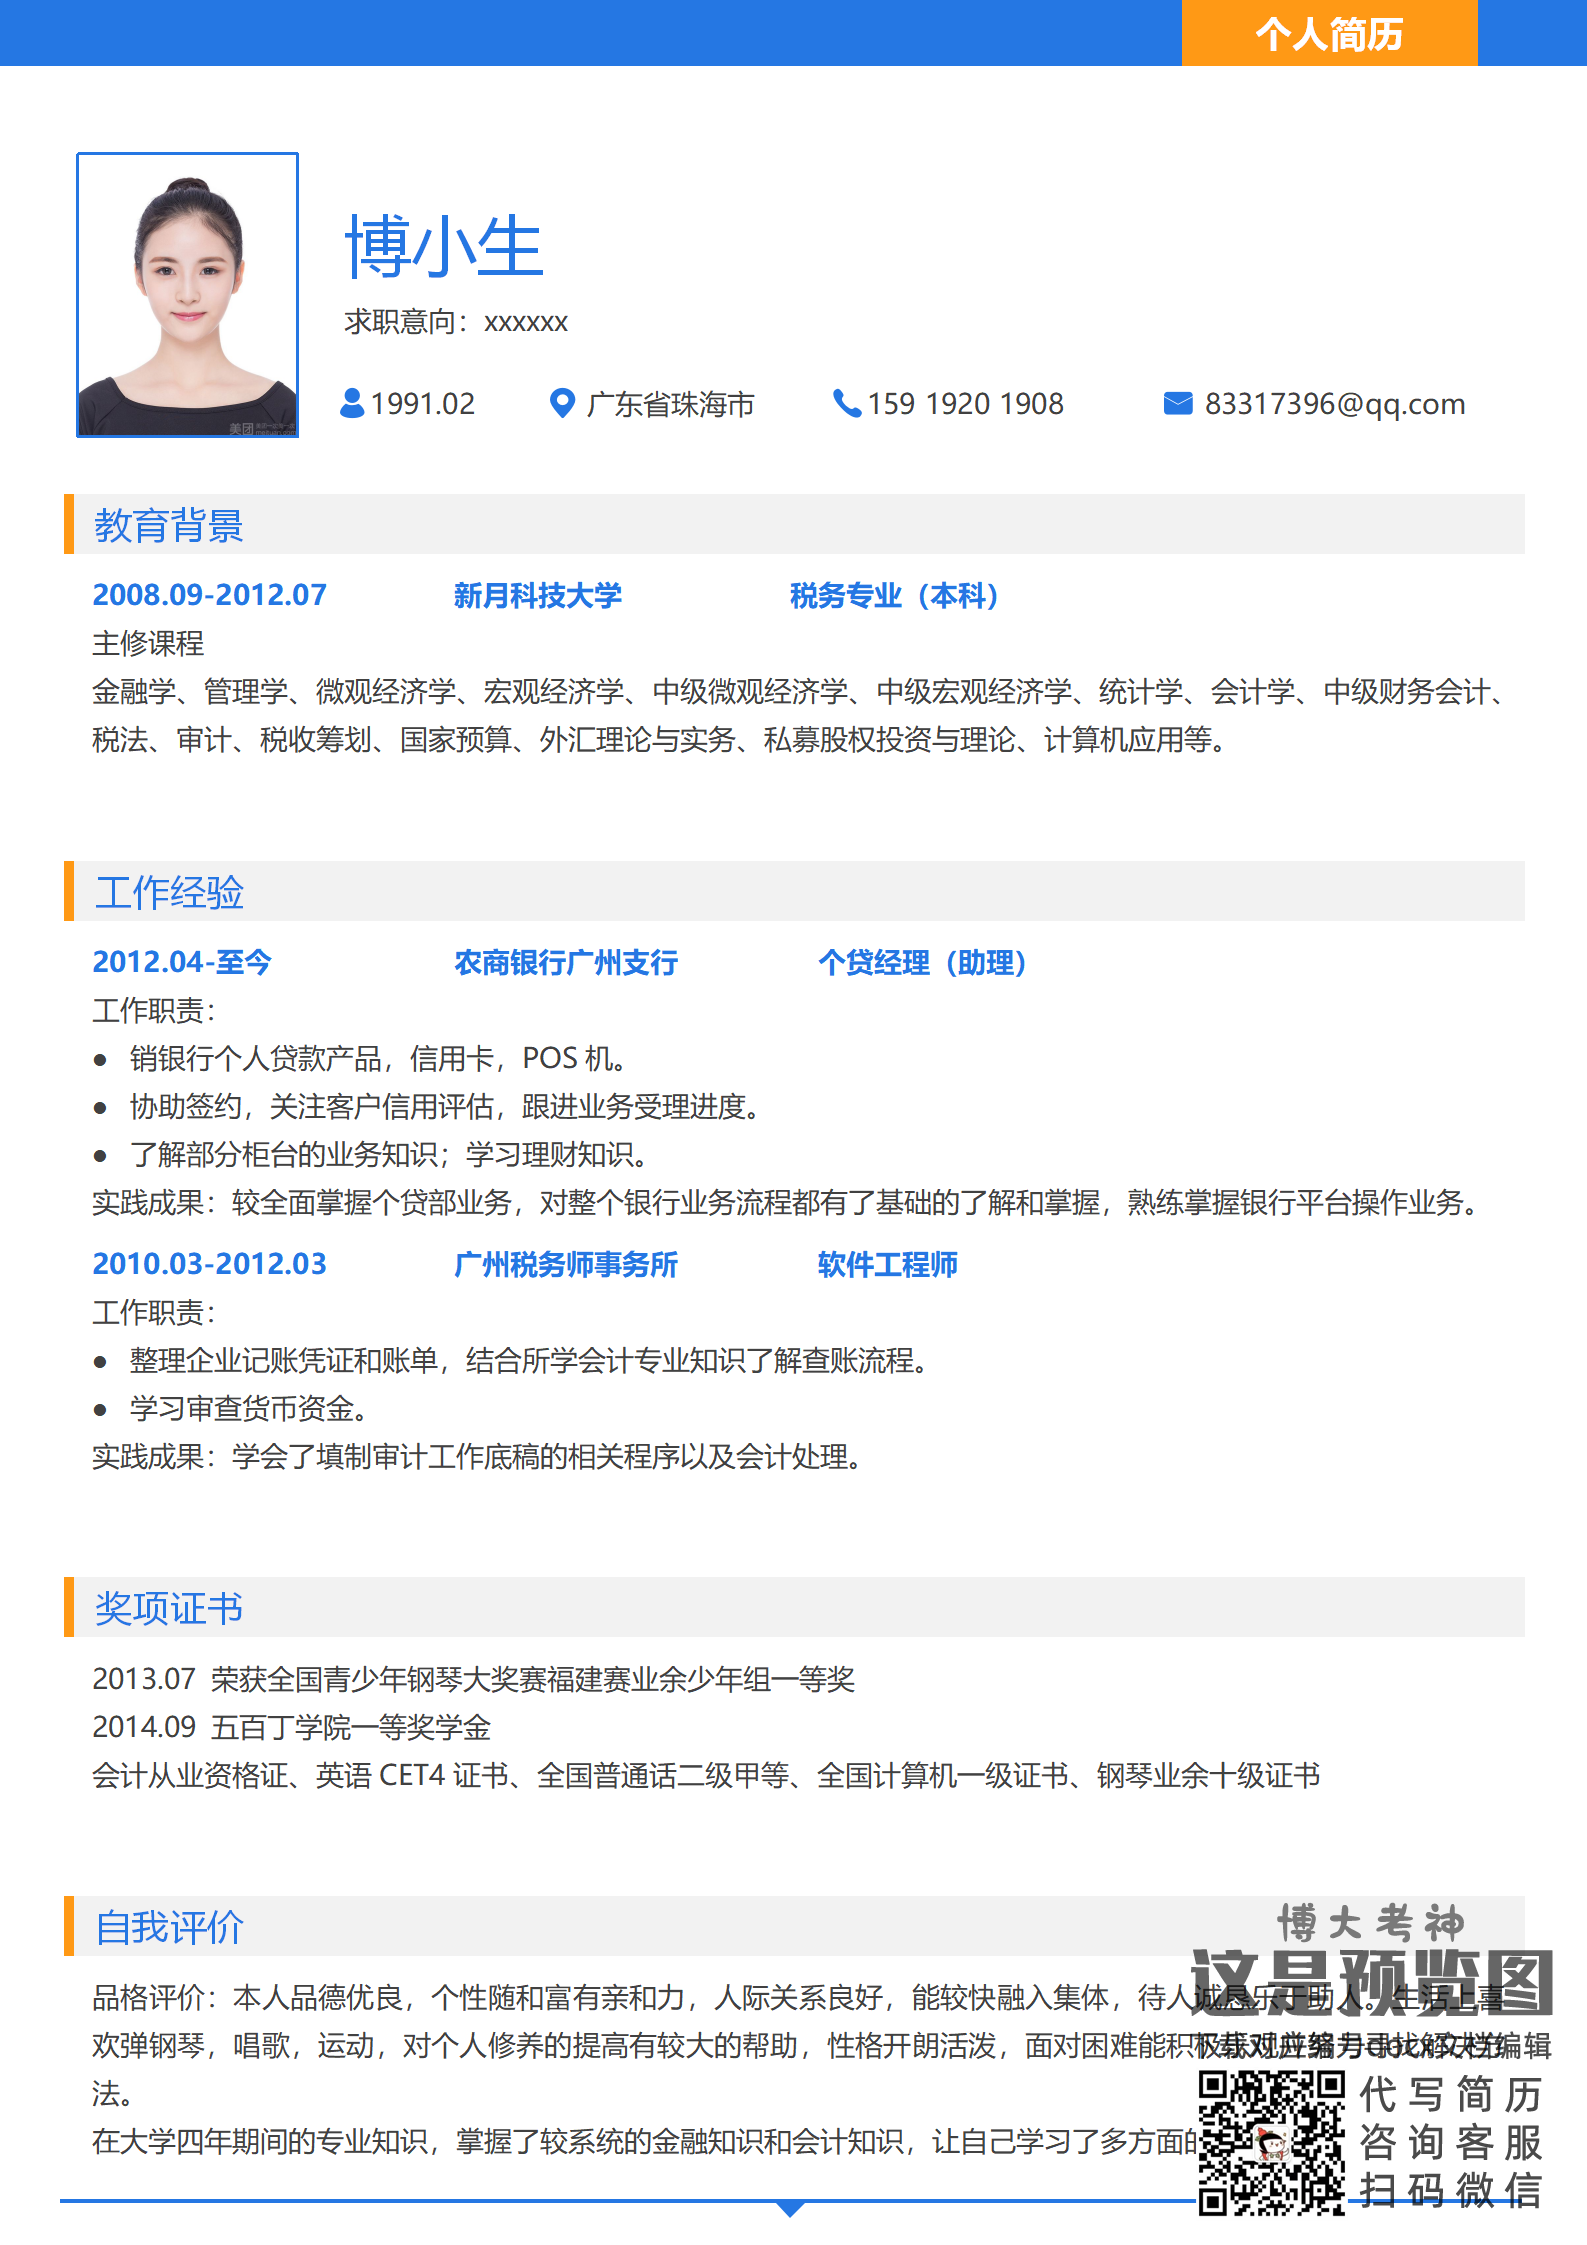 个人简历
博小生
求职意向：xxxxxx
1991.02 广东省珠海市 159 1920 1908 83317396@qq.com
美团
meituan.com
教育背景
2008.09-2012.07 新月科技大学 税务专业（本科）
主修课程
金融学、管理学、微观经济学、宏观经济学、中级微观经济学、中级宏观经济学、统计学、会计学、中级财务会计、
税法、审计、税收筹划、国家预算、外汇理论与实务、私募股权投资与理论、计算机应用等。
工作经验
2012.04-至今 农商银行广州支行 个贷经理（助理）
工作职责：
● 销银行个人贷款产品，信用卡，POS 机。
● 协助签约，关注客户信用评估，跟进业务受理进度。
● 了解部分柜台的业务知识；学习理财知识。
实践成果：较全面掌握个贷部业务，对整个银行业务流程都有了基础的了解和掌握，熟练掌握银行平台操作业务。
2010.03-2012.03 广州税务师事务所 软件工程师
工作职责：
● 整理企业记账凭证和账单，结合所学会计专业知识了解查账流程。
● 学习审查货币资金。
实践成果：学会了填制审计工作底稿的相关程序以及会计处理。
奖项证书
2013.07 荣获全国青少年钢琴大奖赛福建赛业余少年组一等奖
2014.09 五百丁学院一等奖学金
会计从业资格证、英语 CET4 证书、全国普通话二级甲等、全国计算机一级证书、钢琴业余十级证书
自我评价
博大考神
这是预览图
品格评价：本人品德优良，个性随和富有亲和力，人际关系良好，能较快融入集体，待人诚恳乐于助人。生活上喜
欢弹钢琴，唱歌，运动，对个人修养的提高有较大的帮助，性格开朗活泼，面对困难能积极乐观并努力寻找解决方
下载对应编号docx文档编辑
法。
在大学四年期间的专业知识，掌握了较系统的金融知识和会计知识，让自己学习了多方面的
代写简历
咨询客服
扫码微信